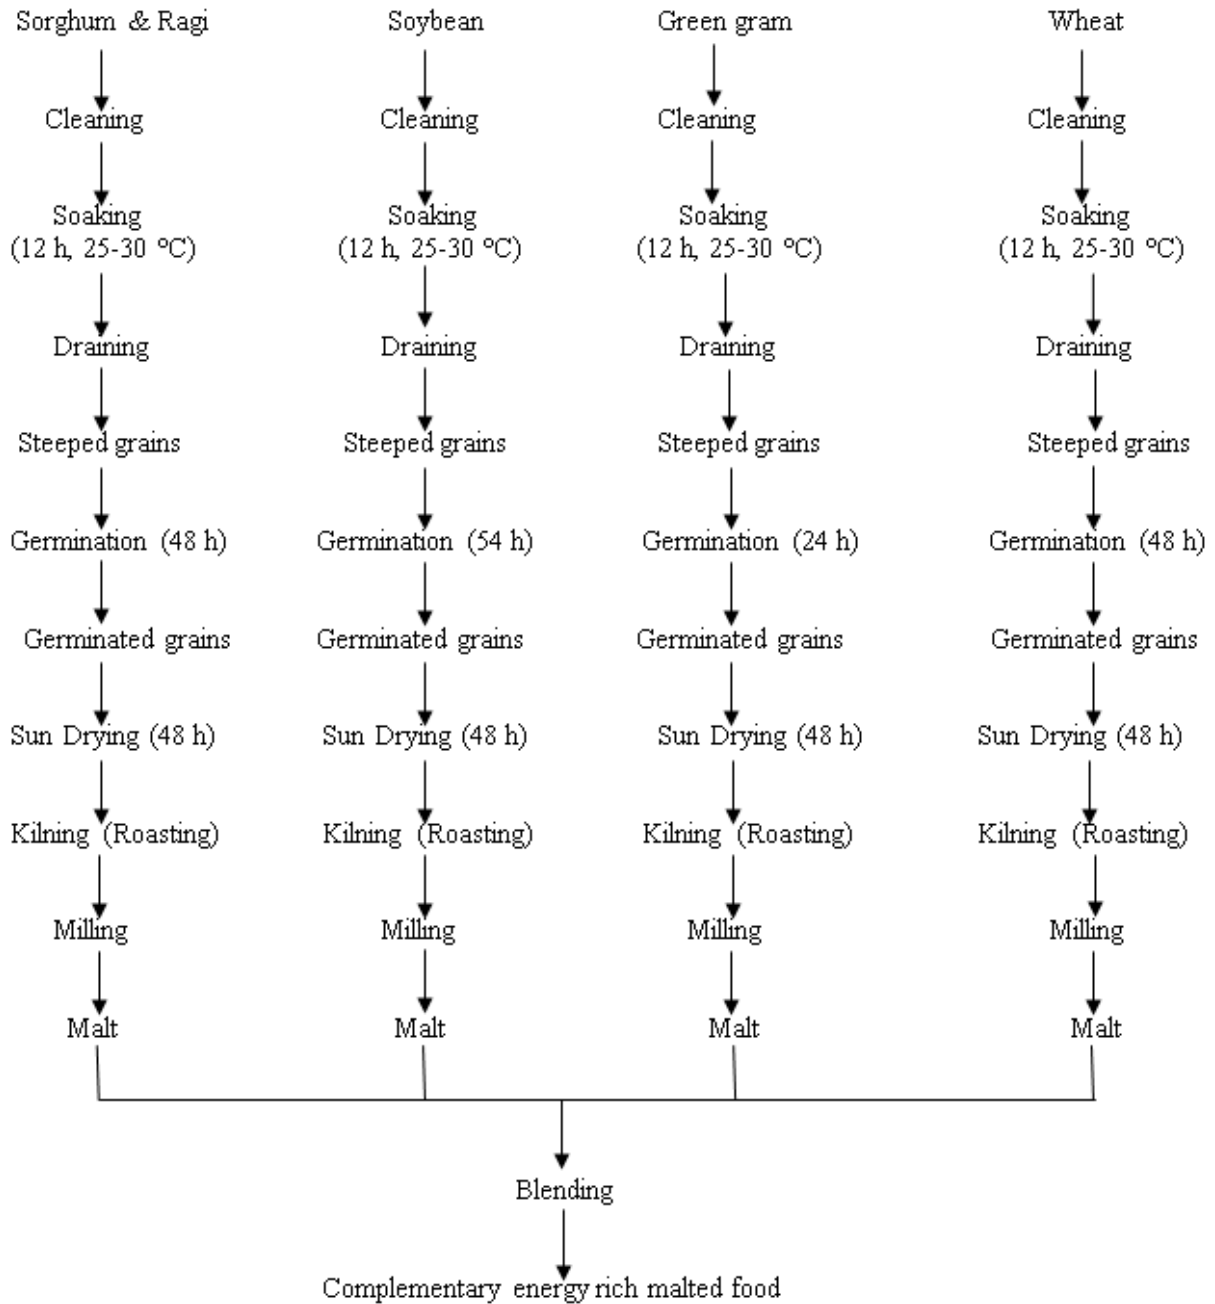 Sorghum & Ragi
Soybean
Green gram
Wheat
Cleaning
Cleaning
Cleaning
Cleaning
Soaking
(12 h, 25-30 °C)
Soaking
(12 h, 25-30 °C)
Soaking
(12 h, 25-30 °C)
Soaking
(12 h, 25-30 °C)
Draining
Draining
Draining
Draining
Steeped grains
Steeped grains
Steeped grains
Steeped grains
Germination (48 h)
Germination (54 h)
Germination (24 h)
Germination (48 h)
Germinated grains
Germinated grains
Germinated grains
Germinated grains
Sun Drying (48 h)
Sun Drying (48 h)
Sun Drying (48 h)
Sun Drying (48 h)
Kilning (Roasting)
Kilning (Roasting)
Kilning (Roasting)
Kilning (Roasting)
Milling
Milling
Milling
Milling
Malt
Malt
Malt
Malt
Blending
Complementary energy rich malted food